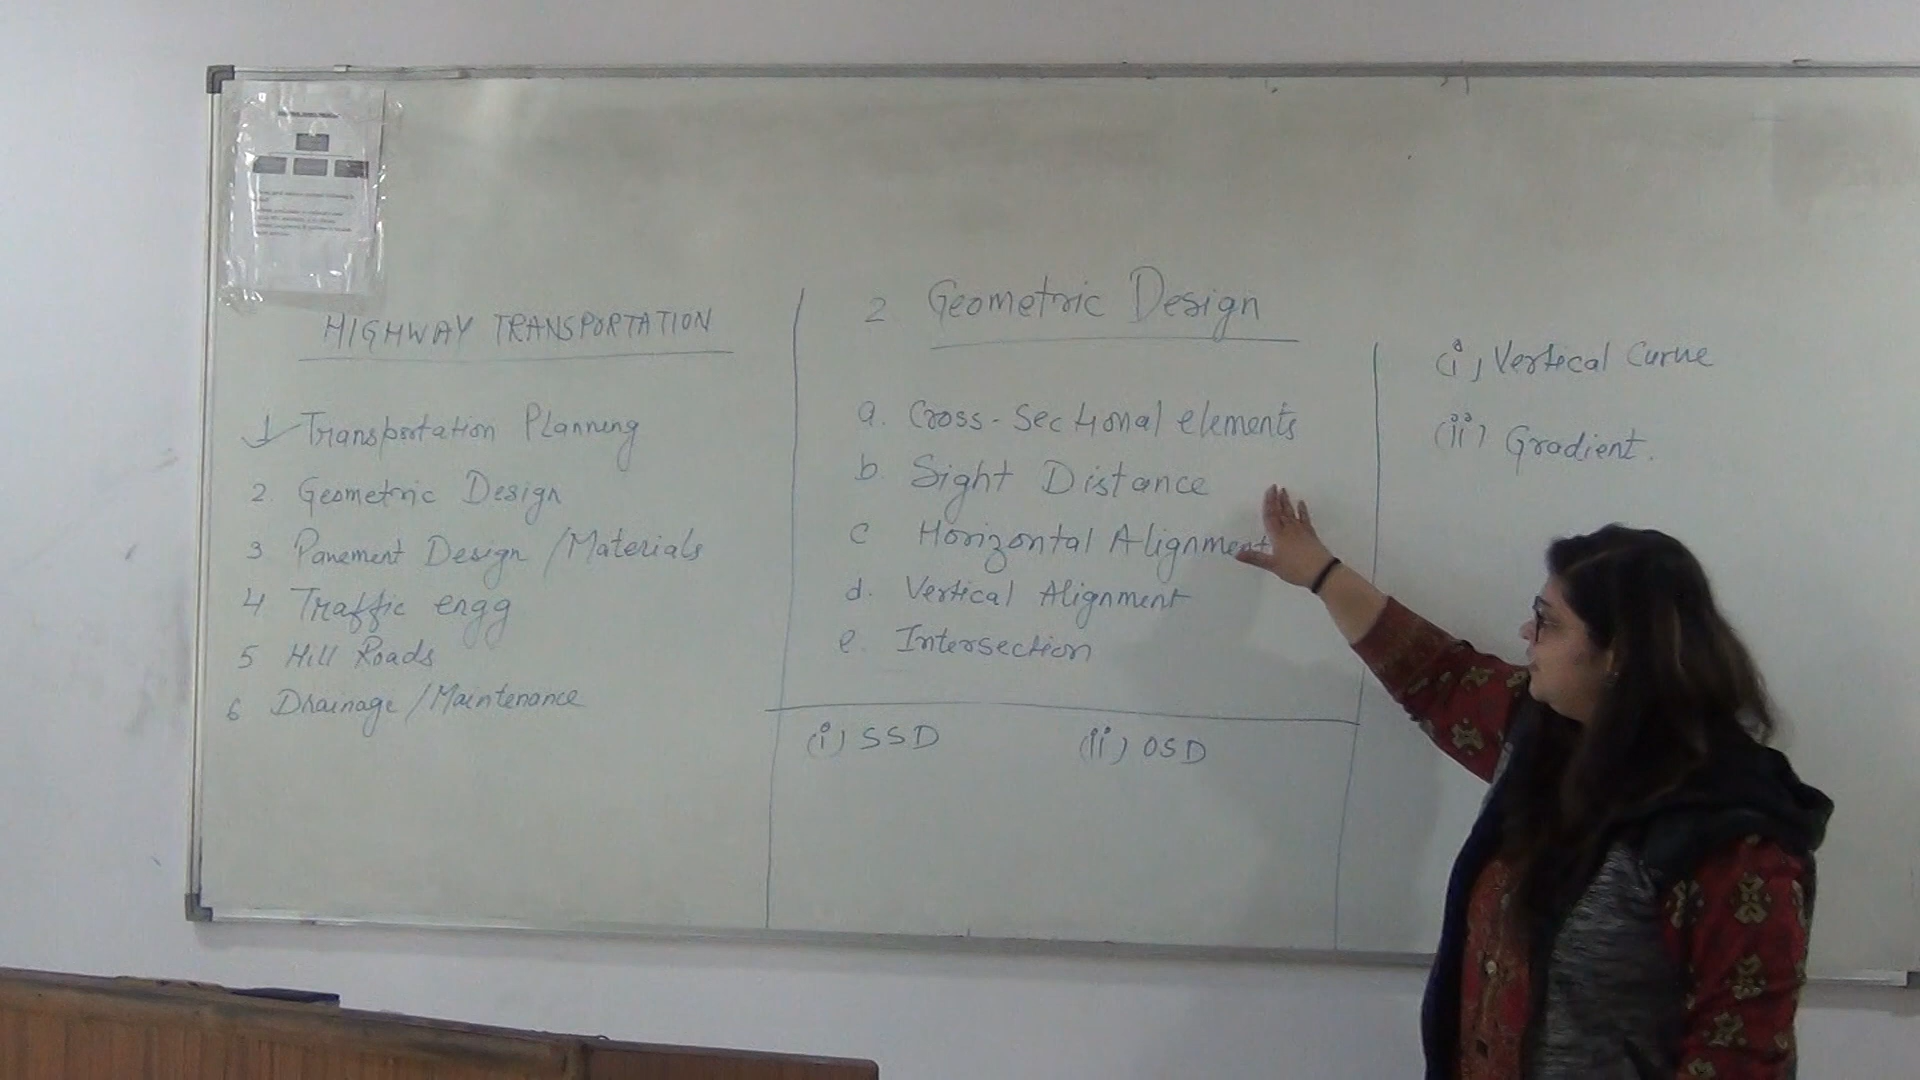 HIGHWAY TRANSPORTATION
1 Transportation Planning
2. Geometric Design
3 Pavement Design / Materials
4 Traffic engg
5 Hill Roads
6 Drainage / Maintenance
2 Geometric Design
a. Cross-Sectional elements
b. Sight Distance
c Horizontal Alignment
d. Vertical Alignment
e. Intersection
(i) SSD (ii) OSD
(i) Vertical Curve
(ii) Gradient.